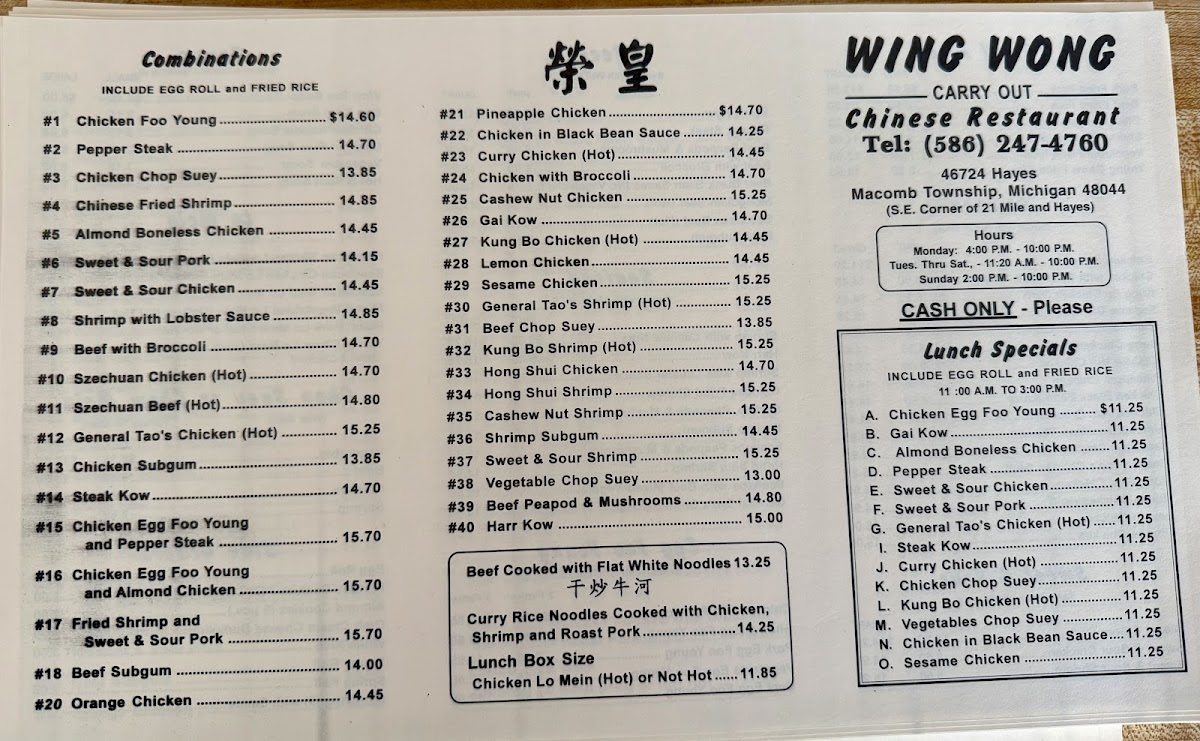 Combinations
INCLUDE EGG ROLL and FRIED RICE
#1 Chicken Foo Young ........ $14.60
#2 Pepper Steak ........ 14.70
#3 Chicken Chop Suey ........ 13.85
#4 Chinese Fried Shrimp ........ 14.85
#5 Almond Boneless Chicken ........ 14.45
#6 Sweet & Sour Pork ........ 14.15
#7 Sweet & Sour Chicken ........ 14.45
#8 Shrimp with Lobster Sauce ........ 14.85
#9 Beef with Broccoli ........ 14.70
#10 Szechuan Chicken (Hot) ........ 14.70
#11 Szechuan Beef (Hot) ........ 14.80
#12 General Tao's Chicken (Hot) ........ 15.25
#13 Chicken Subgum ........ 13.85
#14 Steak Kow ........ 14.70
#15 Chicken Egg Foo Young
and Pepper Steak ........ 15.70
#16 Chicken Egg Foo Young
and Almond Chicken ........ 15.70
#17 Fried Shrimp and
Sweet & Sour Pork ........ 15.70
#18 Beef Subgum ........ 14.00
#20 Orange Chicken ........ 14.45
榮皇
#21 Pineapple Chicken ........ $14.70
#22 Chicken in Black Bean Sauce ........ 14.25
#23 Curry Chicken (Hot) ........ 14.45
#24 Chicken with Broccoli ........ 14.70
#25 Cashew Nut Chicken ........ 15.25
#26 Gai Kow ........ 14.70
#27 Kung Bo Chicken (Hot) ........ 14.45
#28 Lemon Chicken ........ 14.45
#29 Sesame Chicken ........ 15.25
#30 General Tao's Shrimp (Hot) ........ 15.25
#31 Beef Chop Suey ........ 13.85
#32 Kung Bo Shrimp (Hot) ........ 15.25
#33 Hong Shui Chicken ........ 14.70
#34 Hong Shui Shrimp ........ 15.25
#35 Cashew Nut Shrimp ........ 15.25
#36 Shrimp Subgum ........ 14.45
#37 Sweet & Sour Shrimp ........ 15.25
#38 Vegetable Chop Suey ........ 13.00
#39 Beef Peapod & Mushrooms ........ 14.80
#40 Harr Kow ........ 15.00
Beef Cooked with Flat White Noodles 13.25
干炒牛河
Curry Rice Noodles Cooked with Chicken,
Shrimp and Roast Pork ........ 14.25
Lunch Box Size
Chicken Lo Mein (Hot) or Not Hot ...... 11.85
WING WONG
CARRY OUT
Chinese Restaurant
Tel: (586) 247-4760
46724 Hayes
Macomb Township, Michigan 48044
(S.E. Corner of 21 Mile and Hayes)
Hours
Monday: 4:00 P.M. - 10:00 P.M.
Tues. Thru Sat., - 11:20 A.M. - 10:00 P.M.
Sunday 2:00 P.M. - 10:00 P.M.
CASH ONLY - Please
Lunch Specials
INCLUDE EGG ROLL and FRIED RICE
11 :00 A.M. TO 3:00 P.M.
A. Chicken Egg Foo Young ........ $11.25
B. Gai Kow ........ 11.25
C. Almond Boneless Chicken ........ 11.25
D. Pepper Steak ........ 11.25
E. Sweet & Sour Chicken ........ 11.25
F. Sweet & Sour Pork ........ 11.25
G. General Tao's Chicken (Hot) ...... 11.25
I. Steak Kow ........ 11.25
J. Curry Chicken (Hot) ........ 11.25
K. Chicken Chop Suey ........ 11.25
L. Kung Bo Chicken (Hot) ........ 11.25
M. Vegetables Chop Suey ........ 11.25
N. Chicken in Black Bean Sauce .... 11.25
O. Sesame Chicken ........ 11.25